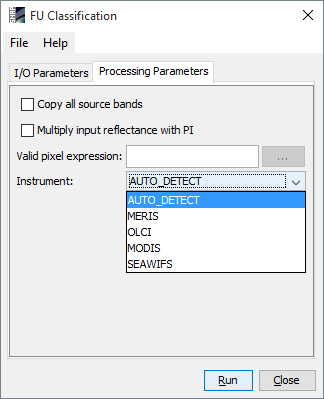 FU Classification
File Help
I/O Parameters Processing Parameters
Copy all source bands
Multiply input reflectance with PI
Valid pixel expression: ...
Instrument: AUTO_DETECT
AUTO_DETECT
MERIS
OLCI
MODIS
SEAWIFS
Run Close